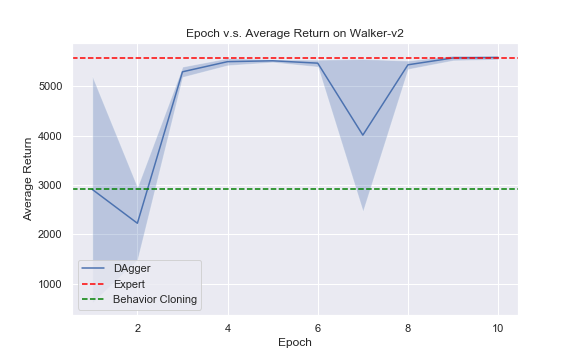 Epoch v.s. Average Return on Walker-v2
Average Return
5000
4000
3000
2000
1000
DAgger
Expert
Behavior Cloning
2
4
6
8
10
Epoch